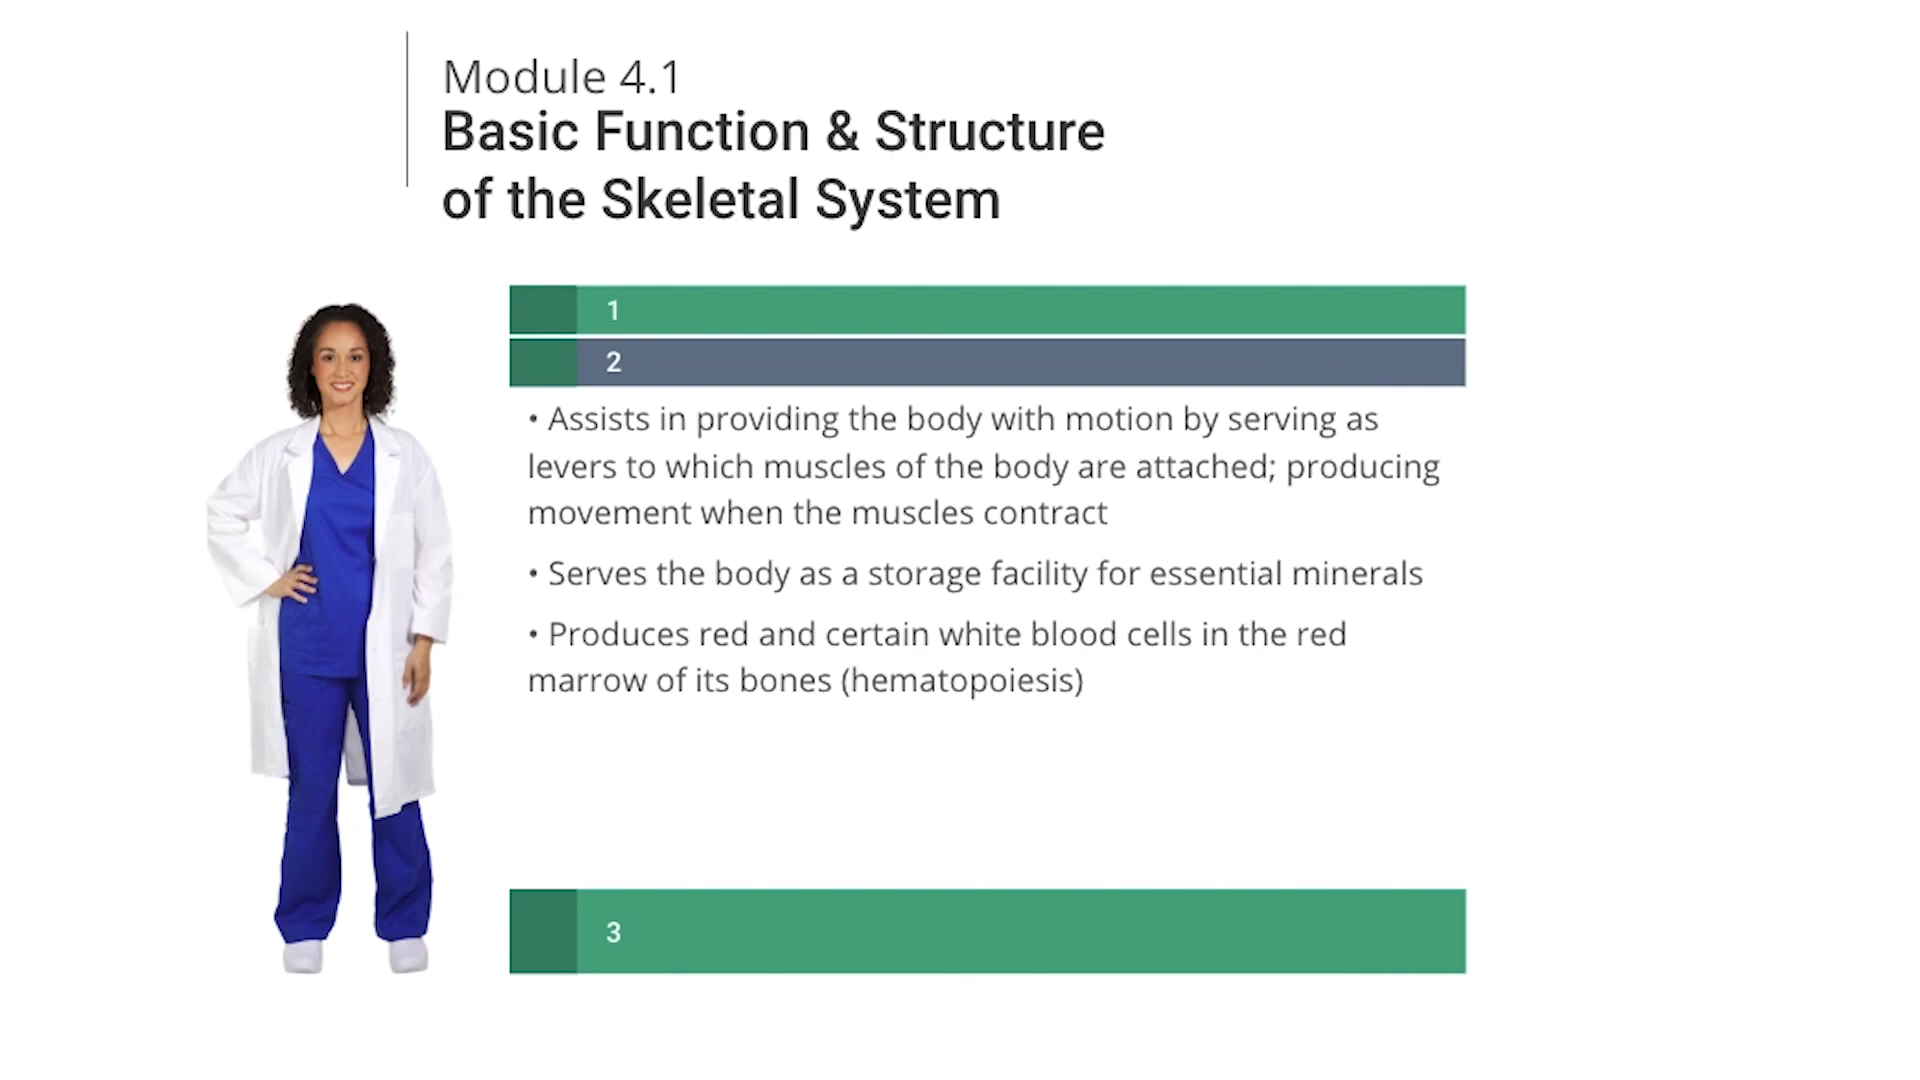 Module 4.1
Basic Function & Structure
of the Skeletal System
1
2
• Assists in providing the body with motion by serving as
levers to which muscles of the body are attached; producing
movement when the muscles contract
• Serves the body as a storage facility for essential minerals
• Produces red and certain white blood cells in the red
marrow of its bones (hematopoiesis)
3